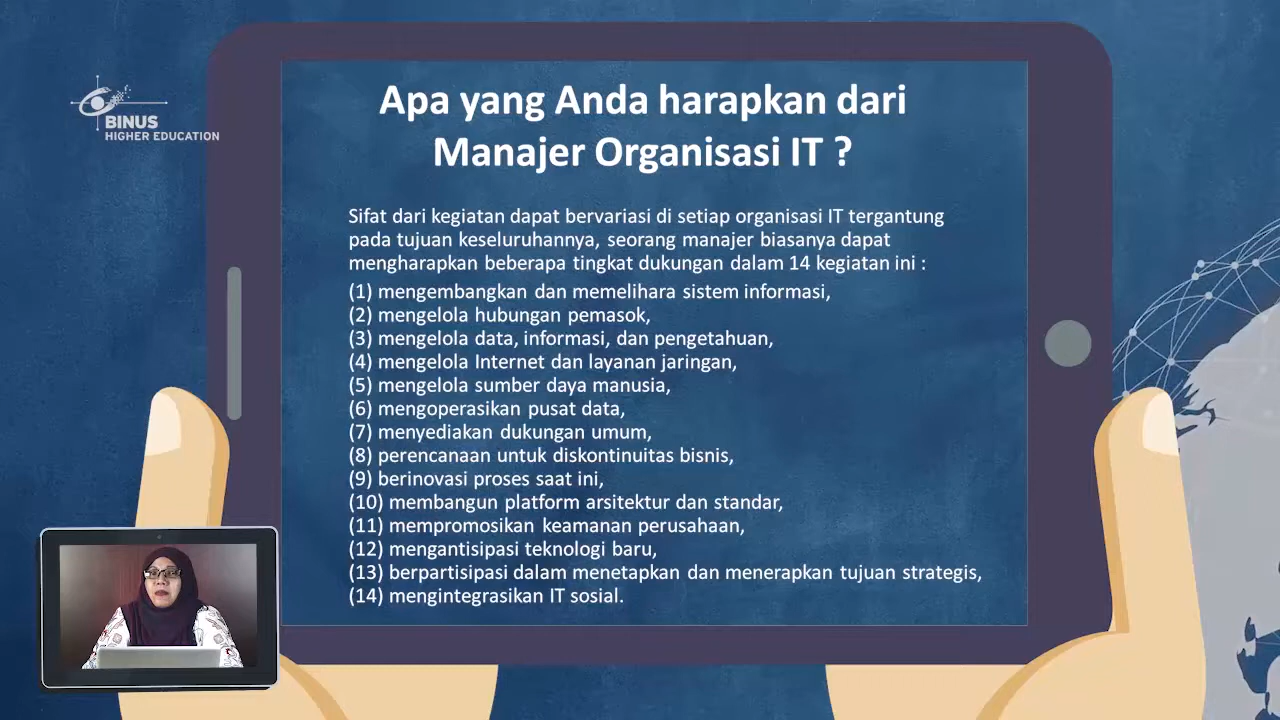 BINUS
HIGHER EDUCATION
Apa yang Anda harapkan dari
Manajer Organisasi IT ?
Sifat dari kegiatan dapat bervariasi di setiap organisasi IT tergantung
pada tujuan keseluruhannya, seorang manajer biasanya dapat
mengharapkan beberapa tingkat dukungan dalam 14 kegiatan ini :
(1) mengembangkan dan memelihara sistem informasi,
(2) mengelola hubungan pemasok,
(3) mengelola data, informasi, dan pengetahuan,
(4) mengelola Internet dan layanan jaringan,
(5) mengelola sumber daya manusia,
(6) mengoperasikan pusat data,
(7) menyediakan dukungan umum,
(8) perencanaan untuk diskontinuitas bisnis,
(9) berinovasi proses saat ini,
(10) membangun platform arsitektur dan standar,
(11) mempromosikan keamanan perusahaan,
(12) mengantisipasi teknologi baru,
(13) berpartisipasi dalam menetapkan dan menerapkan tujuan strategis,
(14) mengintegrasikan IT sosial.